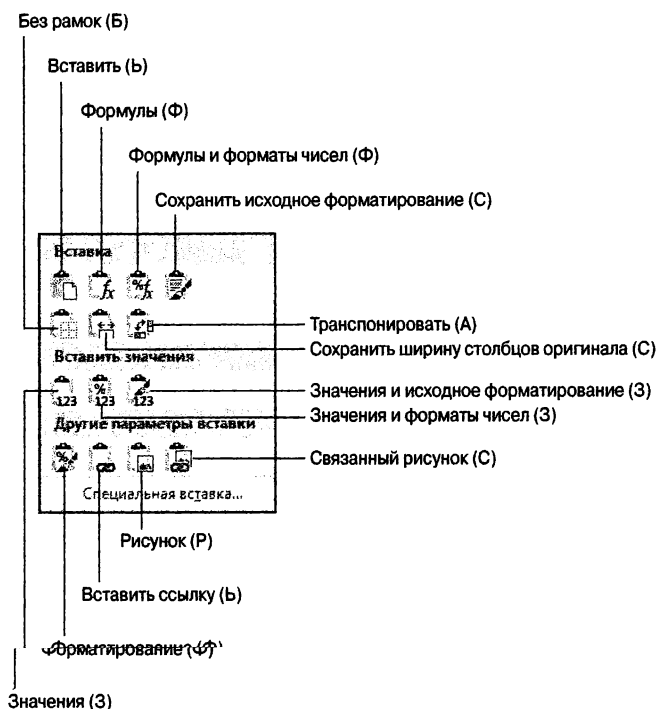 Без рамок (Б)
Вставить (Ь)
Формулы (Ф)
Формулы и форматы чисел (Ф)
Сохранить исходное форматирование (С)
Вставка
Транспонировать (А)
Сохранить ширину столбцов оригинала (С)
Вставить значения
Значения и исходное форматирование (З)
Значения и форматы чисел (З)
Другие параметры вставки
Связанный рисунок (С)
Специальная вставка...
Рисунок (Р)
Вставить ссылку (Ь)
Форматирование (Ф)
Значения (З)